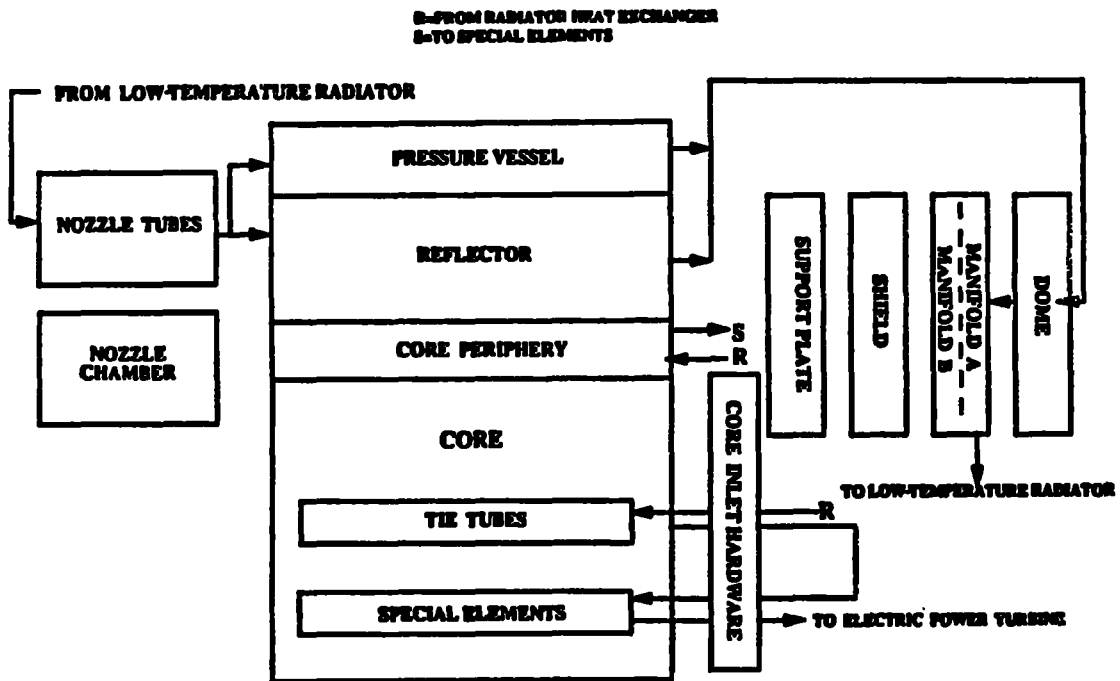 R=FROM RADIATOR HEAT EXCHANGER
S=TO SPECIAL ELEMENTS
FROM LOW-TEMPERATURE RADIATOR
PRESSURE VESSEL
NOZZLE TUBES
REFLECTOR
SUPPORT PLATE
SHIELD
MANIFOLD A
MANIFOLD B
DOME
NOZZLE
CHAMBER
CORE PERIPHERY
S
R
CORE
CORE INLET HARDWARE
TO LOW-TEMPERATURE RADIATOR
TIE TUBES
R
SPECIAL ELEMENTS
TO ELECTRIC POWER TURBINE